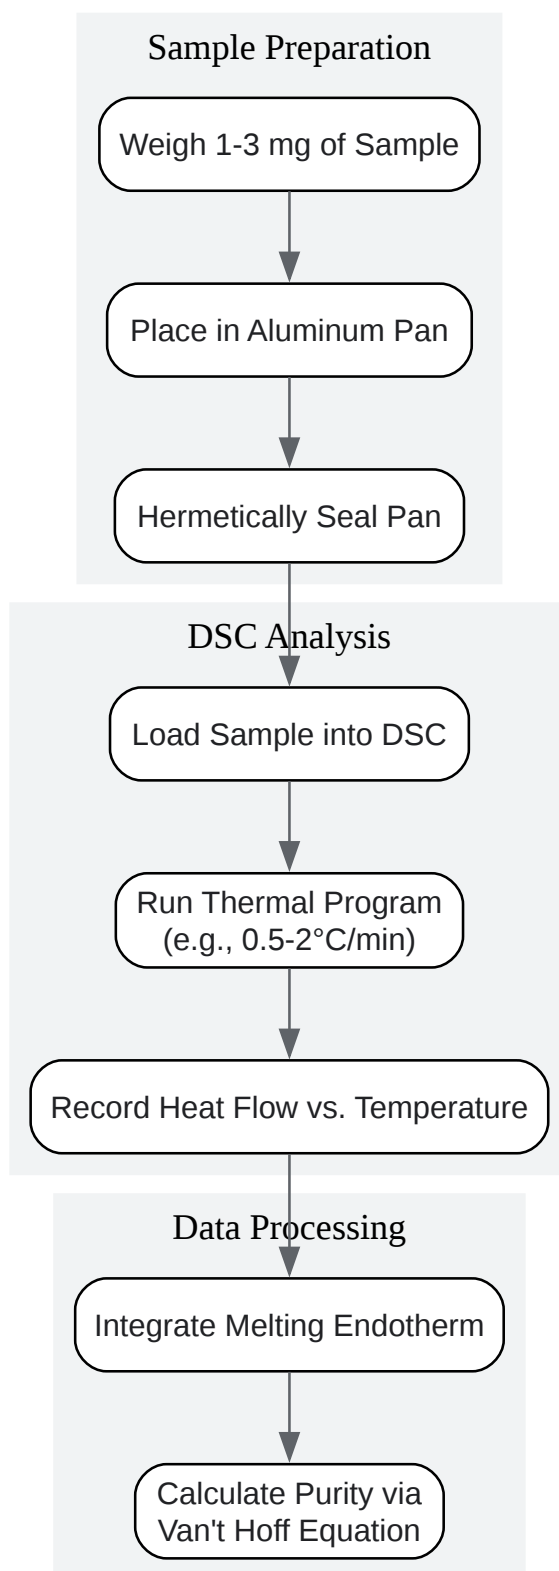 Sample Preparation
Weigh 1-3 mg of Sample
Place in Aluminum Pan
Hermetically Seal Pan
DSC Analysis
Load Sample into DSC
Run Thermal Program
(e.g., 0.5-2°C/min)
Record Heat Flow vs. Temperature
Data Processing
Integrate Melting Endotherm
Calculate Purity via
Van't Hoff Equation